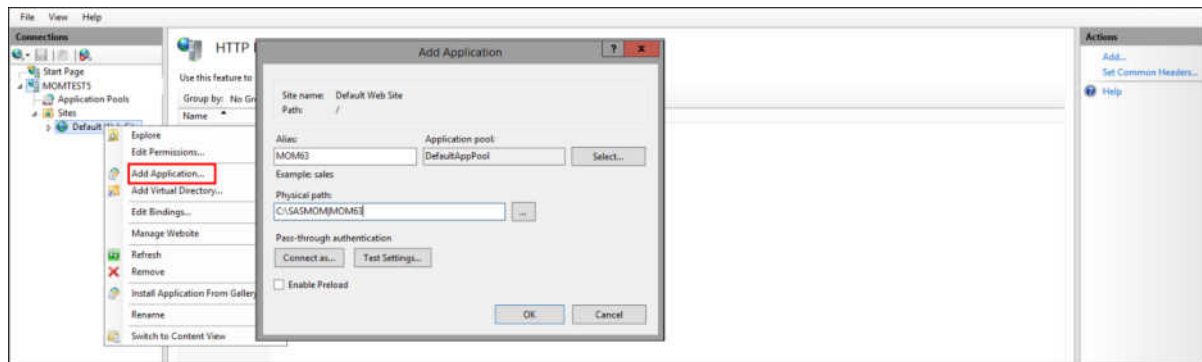 File View Help
Connections
Start Page
MOMTEST5
Application Pools
Sites
Default
HTTP
Use this feature to
Group by: No
Name
Explore
Edit Permissions...
Add Application...
Add Virtual Directory...
Edit Bindings...
Manage Website
Refresh
Remove
Install Application From Gallery
Rename
Switch to Content View
Add Application
? x
Site name: Default Web Site
Path: /
Alias: Application pool:
MOM63 DefaultAppPool Select...
Example: sales
Physical path:
C:\SASMOM\MOM63 ...
Pass-through authentication
Connect as... Test Settings...
Enable Preload
OK Cancel
Actions
Add...
Set Common Headers...
Help